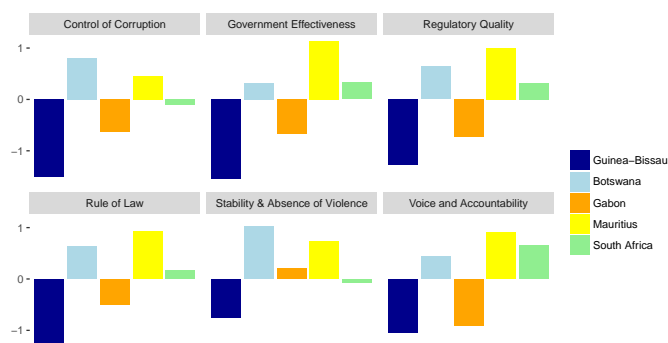 Control of Corruption
Government Effectiveness
Regulatory Quality
1
0
−1
Guinea−Bissau
Botswana
Gabon
Mauritius
South Africa
Rule of Law
Stability & Absence of Violence
Voice and Accountability
1
0
−1